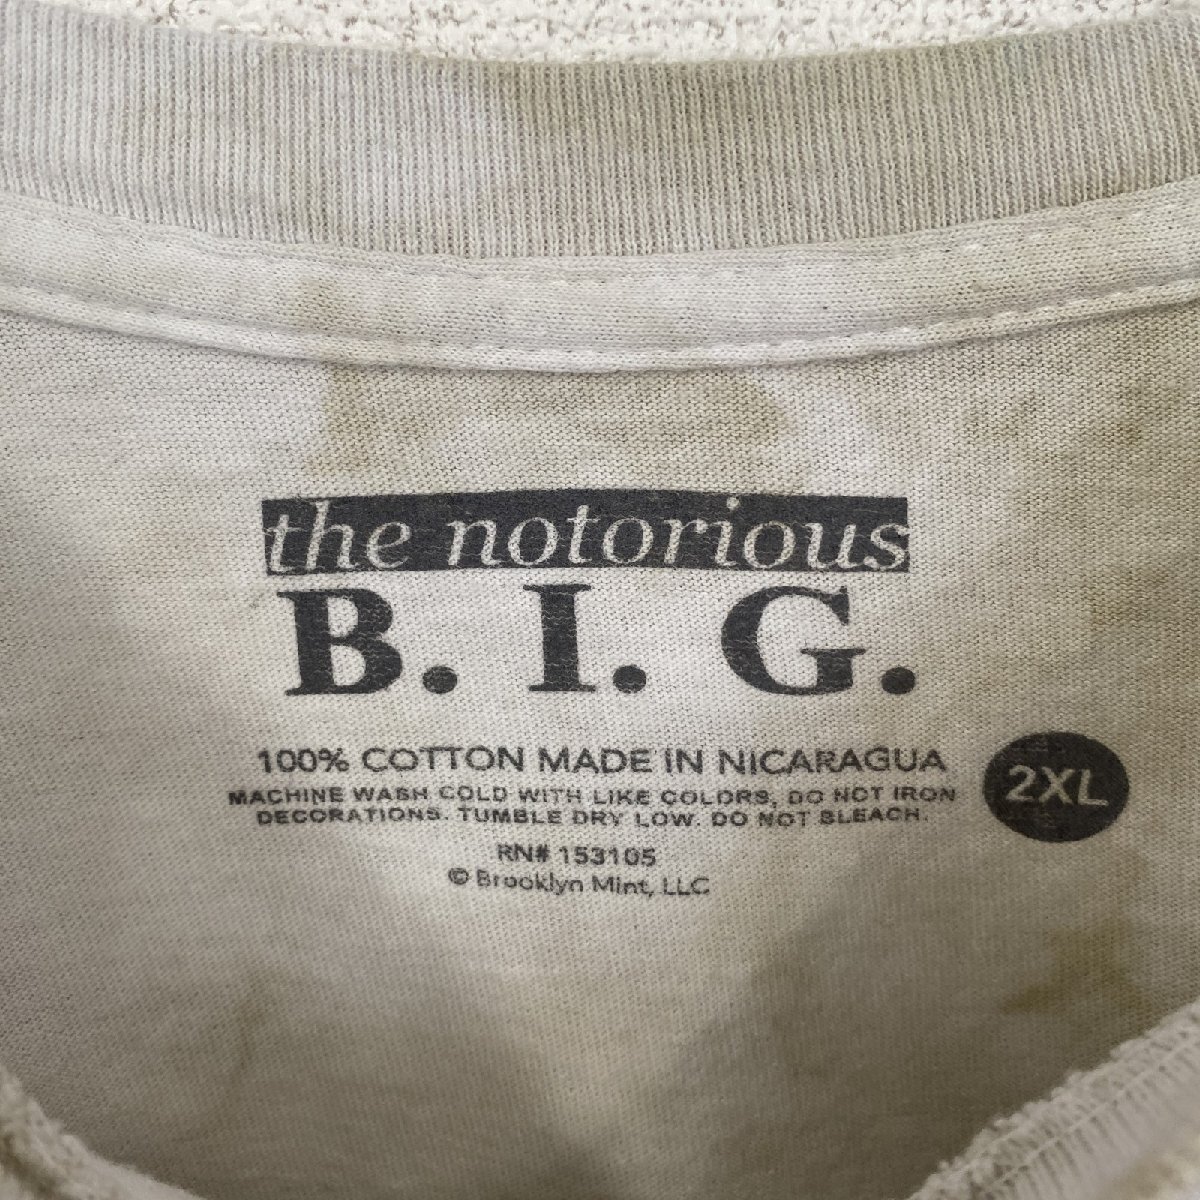 the notorious
B. I. G.
100% COTTON MADE IN NICARAGUA
2XL
MACHINE WASH COLD WITH LIKE COLORS, DO NOT IRON
DECORATIONS. TUMBLE DRY LOW. DO NOT BLEACH.
RN# 153105
© Brooklyn Mint, LLC